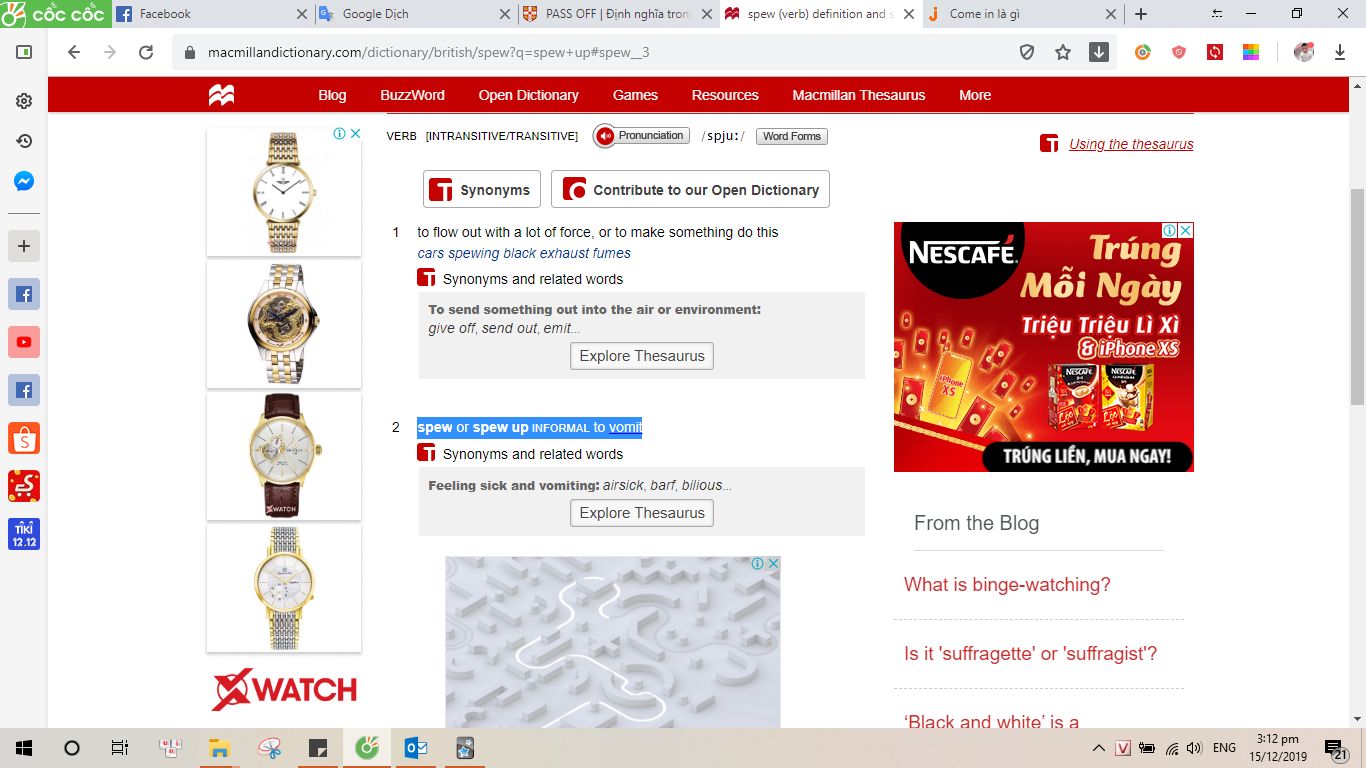 cốc cốc
Facebook
Google Dịch
PASS OFF | Định nghĩa tron
spew (verb) definition and s
Come in là gì
macmillandictionary.com/dictionary/british/spew?q=spew+up#spew__3
Blog BuzzWord Open Dictionary Games Resources Macmillan Thesaurus More
VERB [INTRANSITIVE/TRANSITIVE] Pronunciation /spjuː/ Word Forms
Using the thesaurus
Synonyms
Contribute to our Open Dictionary
1 to flow out with a lot of force, or to make something do this
cars spewing black exhaust fumes
Synonyms and related words
To send something out into the air or environment:
give off, send out, emit...
Explore Thesaurus
2 spew or spew up INFORMAL to vomit
Synonyms and related words
Feeling sick and vomiting: airsick, barf, bilious...
Explore Thesaurus
XWATCH
XWATCH
NESCAFÉ
Trúng
Mỗi Ngày
Triệu Triệu Lì Xì
& iPhone XS
iPhone
XS
NESCAFÉ
NESCAFÉ
TRÚNG LIỀN, MUA NGAY!
From the Blog
What is binge-watching?
Is it 'suffragette' or 'suffragist'?
‘Black and white’ is a
TIKI
12.12
ENG
3:12 pm
15/12/2019
21